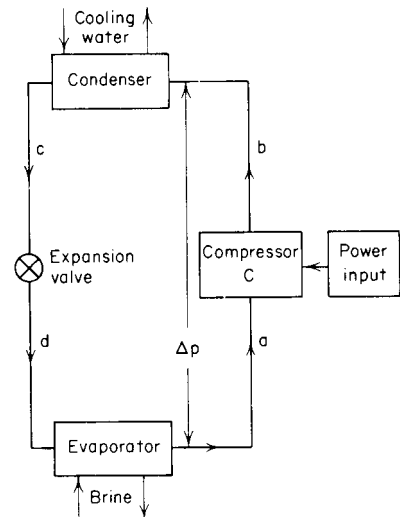 Cooling
water
Condenser
c
b
Expansion
valve
Compressor
C
Power
input
d
Δp
a
Evaporator
Brine